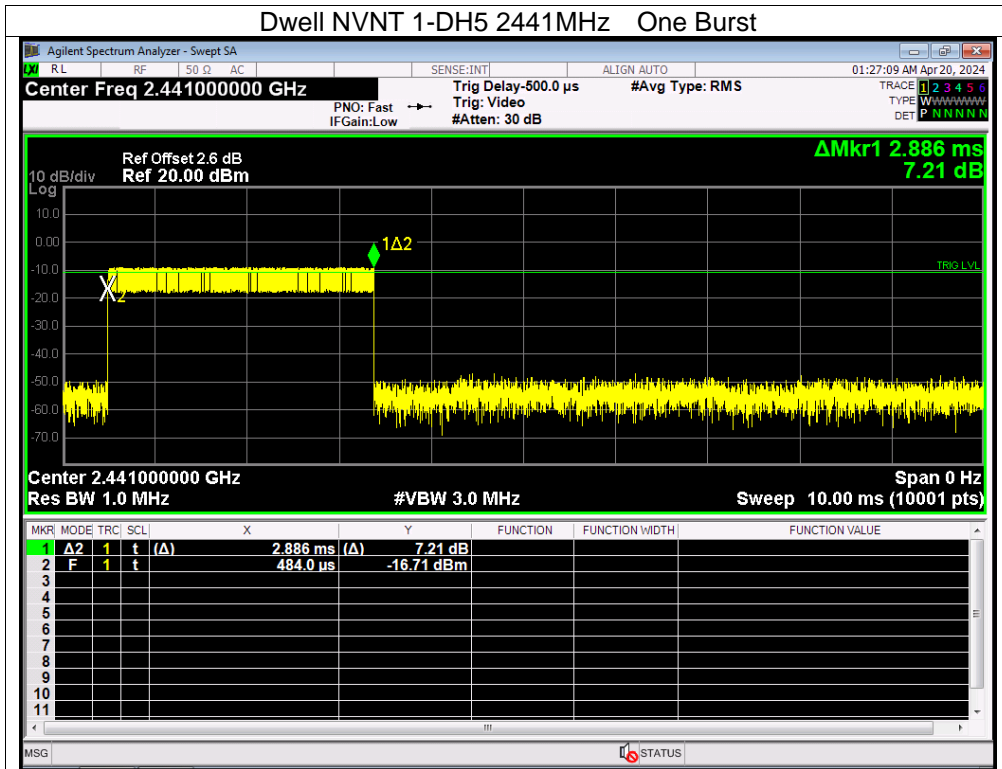 Dwell NVNT 1-DH5 2441MHz One Burst
Agilent Spectrum Analyzer - Swept SA
LXI RL RF 50 Ω AC SENSE:INT ALIGN AUTO 01:27:09 AM Apr 20, 2024
Center Freq 2.441000000 GHz Trig Delay-500.0 µs #Avg Type: RMS TRACE 1 2 3 4 5 6
PNO: Fast Trig: Video TYPE WWWWWW
IFGain:Low #Atten: 30 dB DET P N N N N N
ΔMkr1 2.886 ms
7.21 dB
Ref Offset 2.6 dB
10 dB/div Ref 20.00 dBm
Log
10.0
0.00
1Δ2
-10.0
TRIG LVL
-20.0
X2
-30.0
-40.0
-50.0
-60.0
-70.0
Center 2.441000000 GHz Span 0 Hz
Res BW 1.0 MHz #VBW 3.0 MHz Sweep 10.00 ms (10001 pts)
MKR MODE TRC SCL X Y FUNCTION FUNCTION WIDTH FUNCTION VALUE
1 Δ2 1 t (Δ) 2.886 ms (Δ) 7.21 dB
2 F 1 t 484.0 µs -16.71 dBm
3
4
5
6
7
8
9
10
11
MSG STATUS